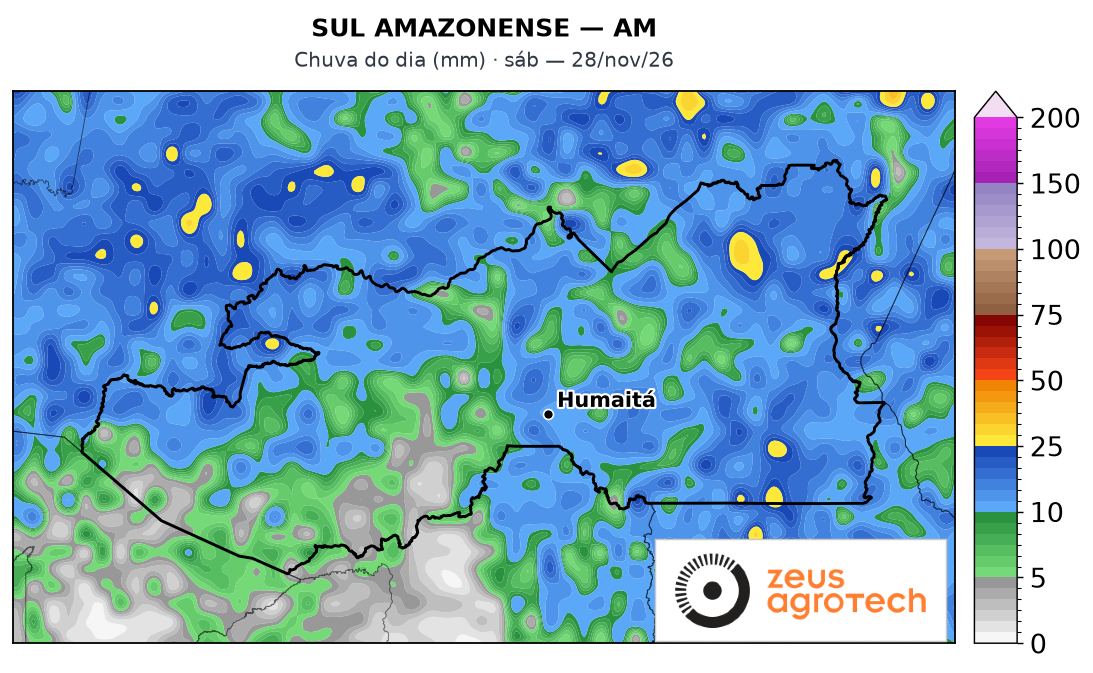 SUL AMAZONENSE — AM
Chuva do dia (mm) · sáb — 28/nov/26
Humaitá
200
150
100
75
50
25
10
5
0
zeus
agrotech